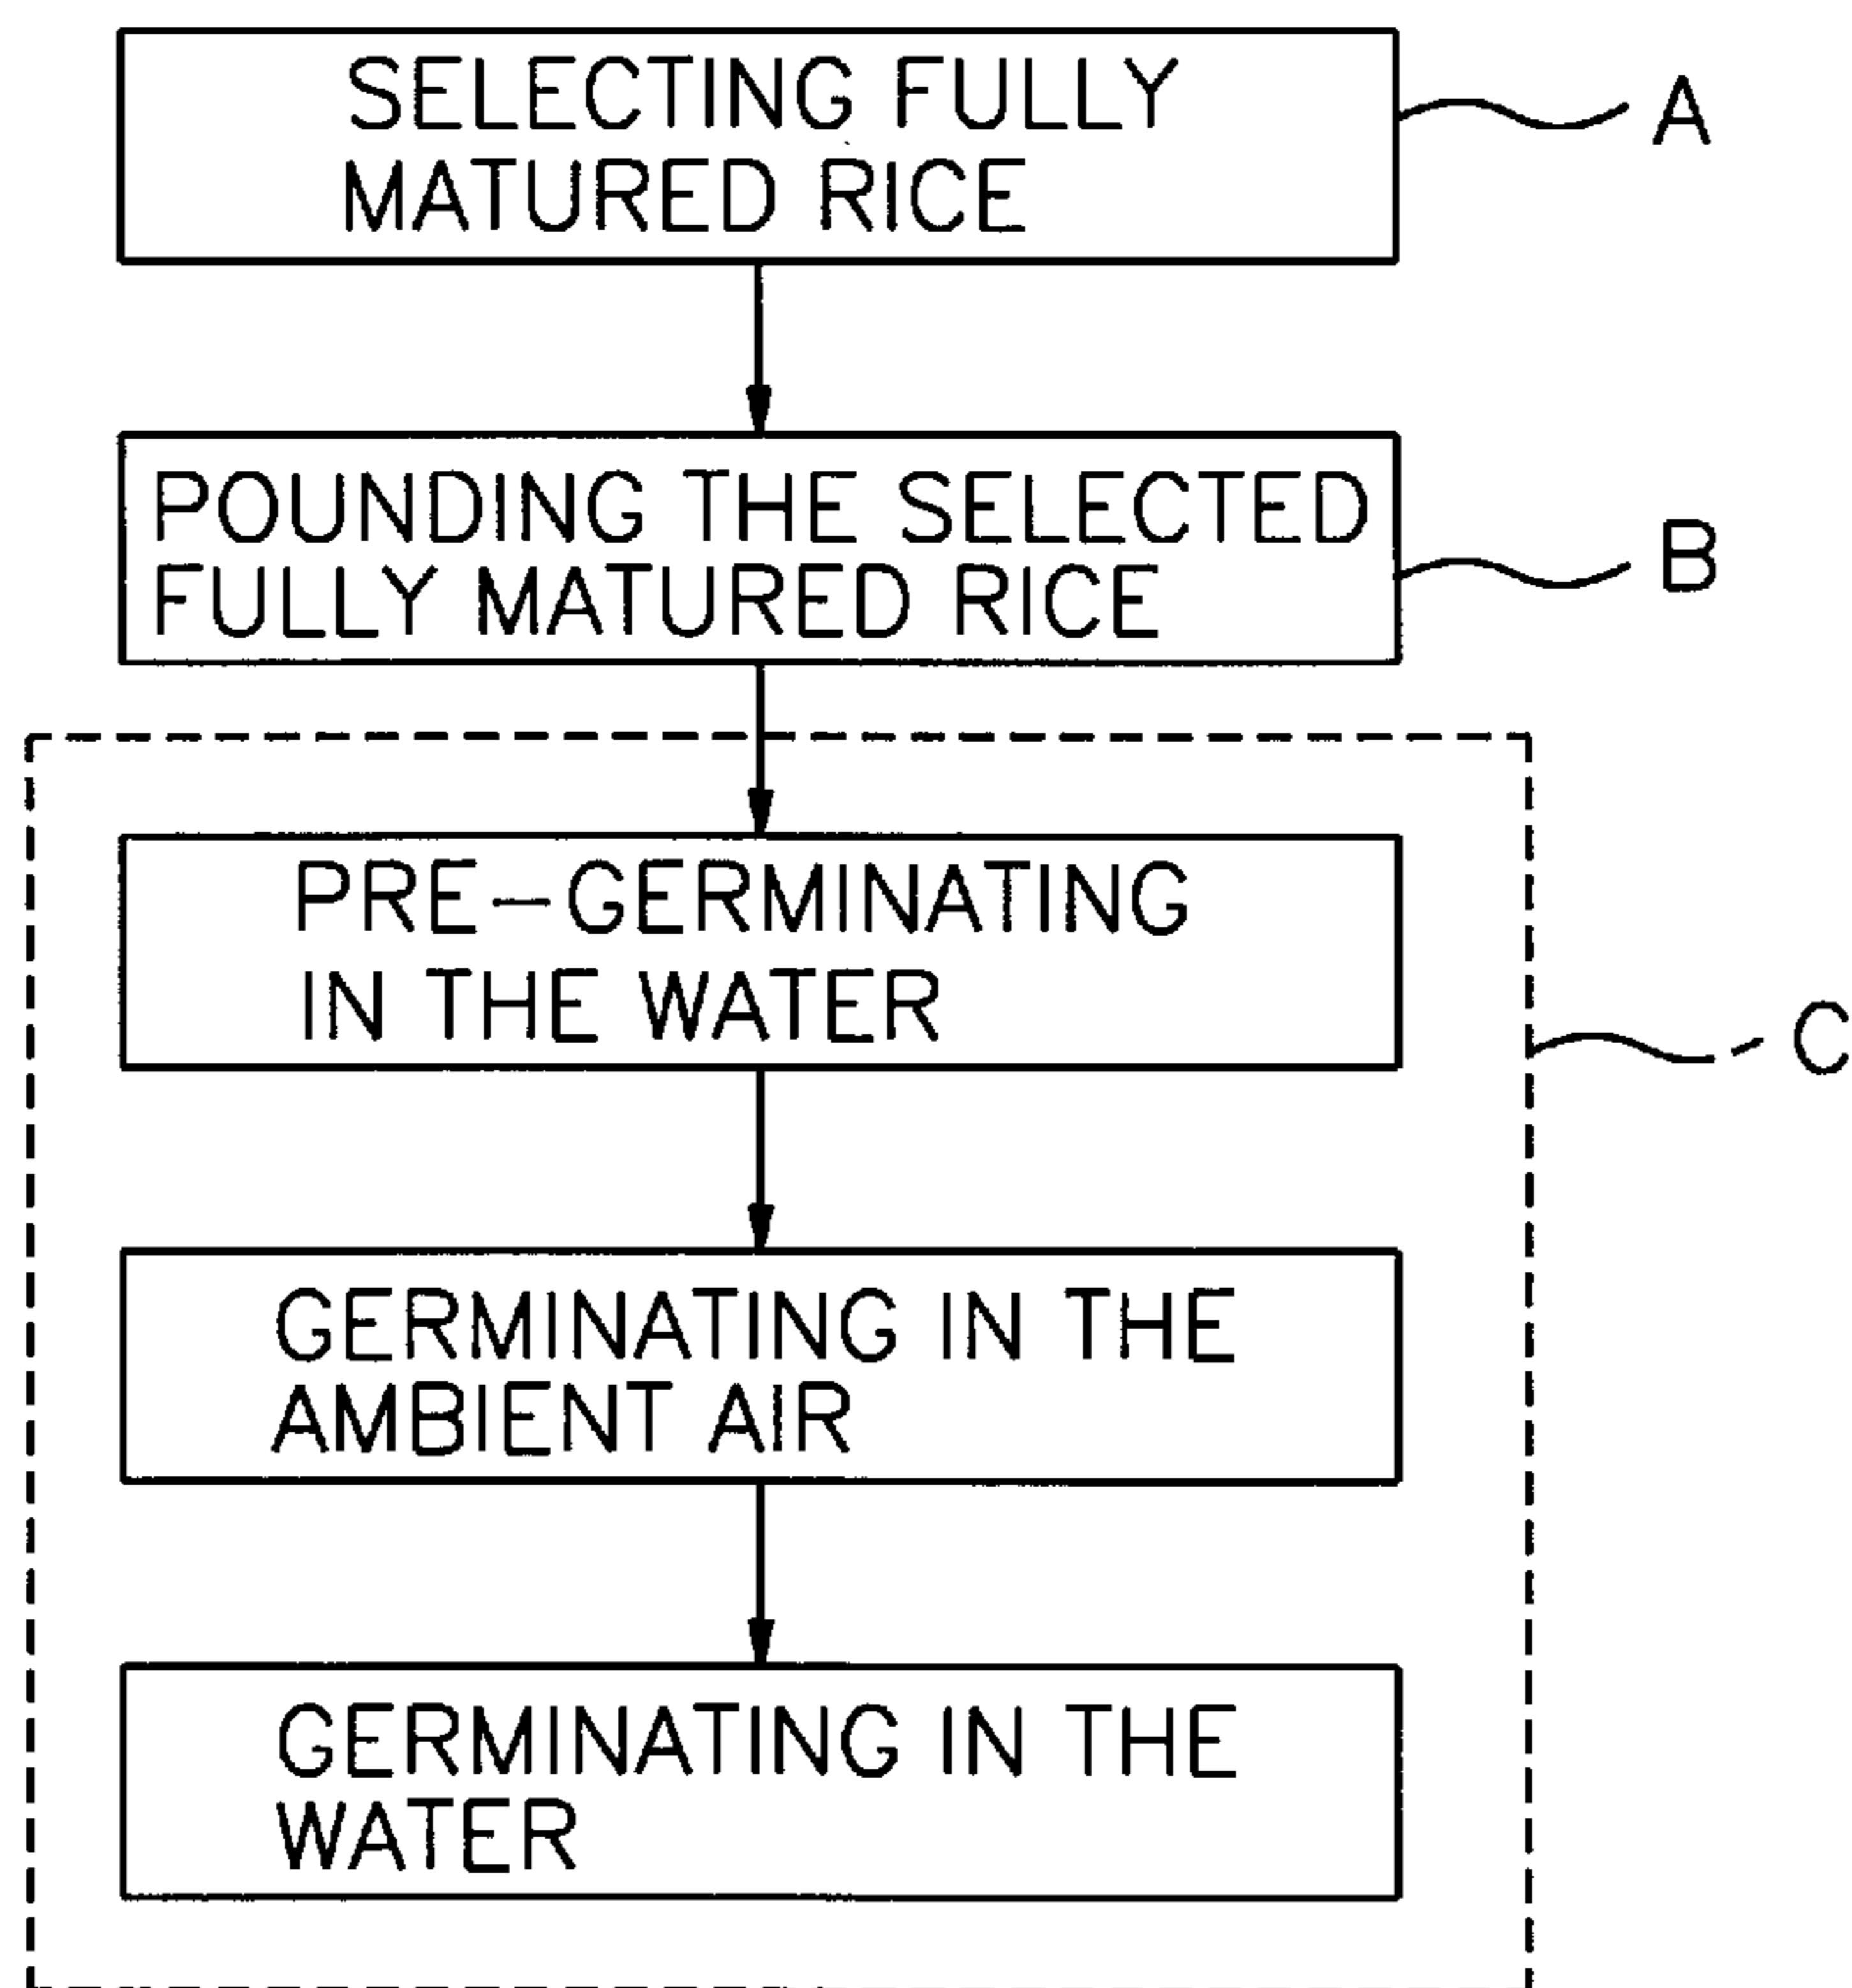 SELECTING FULLY
MATURED RICE
A
POUNDING THE SELECTED
FULLY MATURED RICE
B
PRE-GERMINATING
IN THE WATER
C
GERMINATING IN THE
AMBIENT AIR
GERMINATING IN THE
WATER